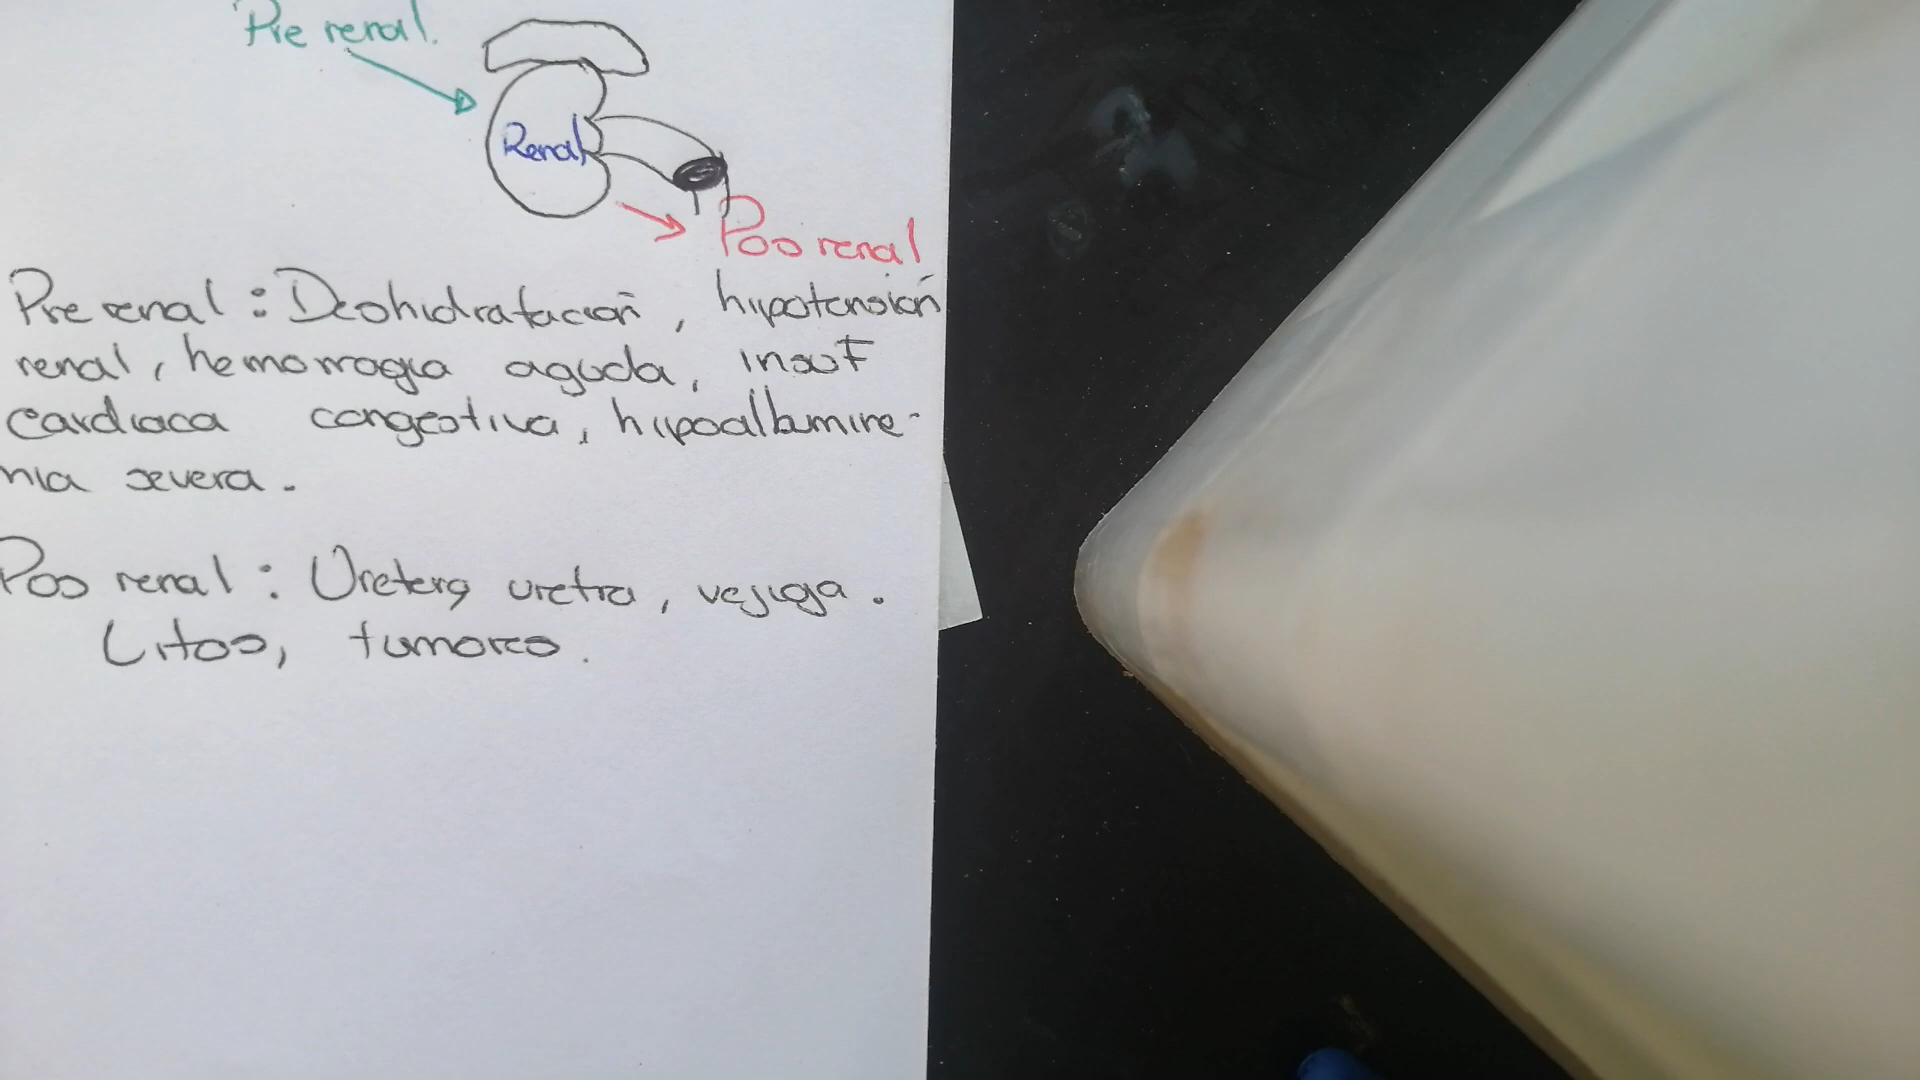 Pre renal.
Renal
Pos renal
Pre renal : Deshidratación, hipotensión
renal, hemorragia aguda, insuf
cardiaca congestiva, hipoalbumine-
mia severa.
Pos renal : Ureteres uretra, vejiga.
Litos, tumores.